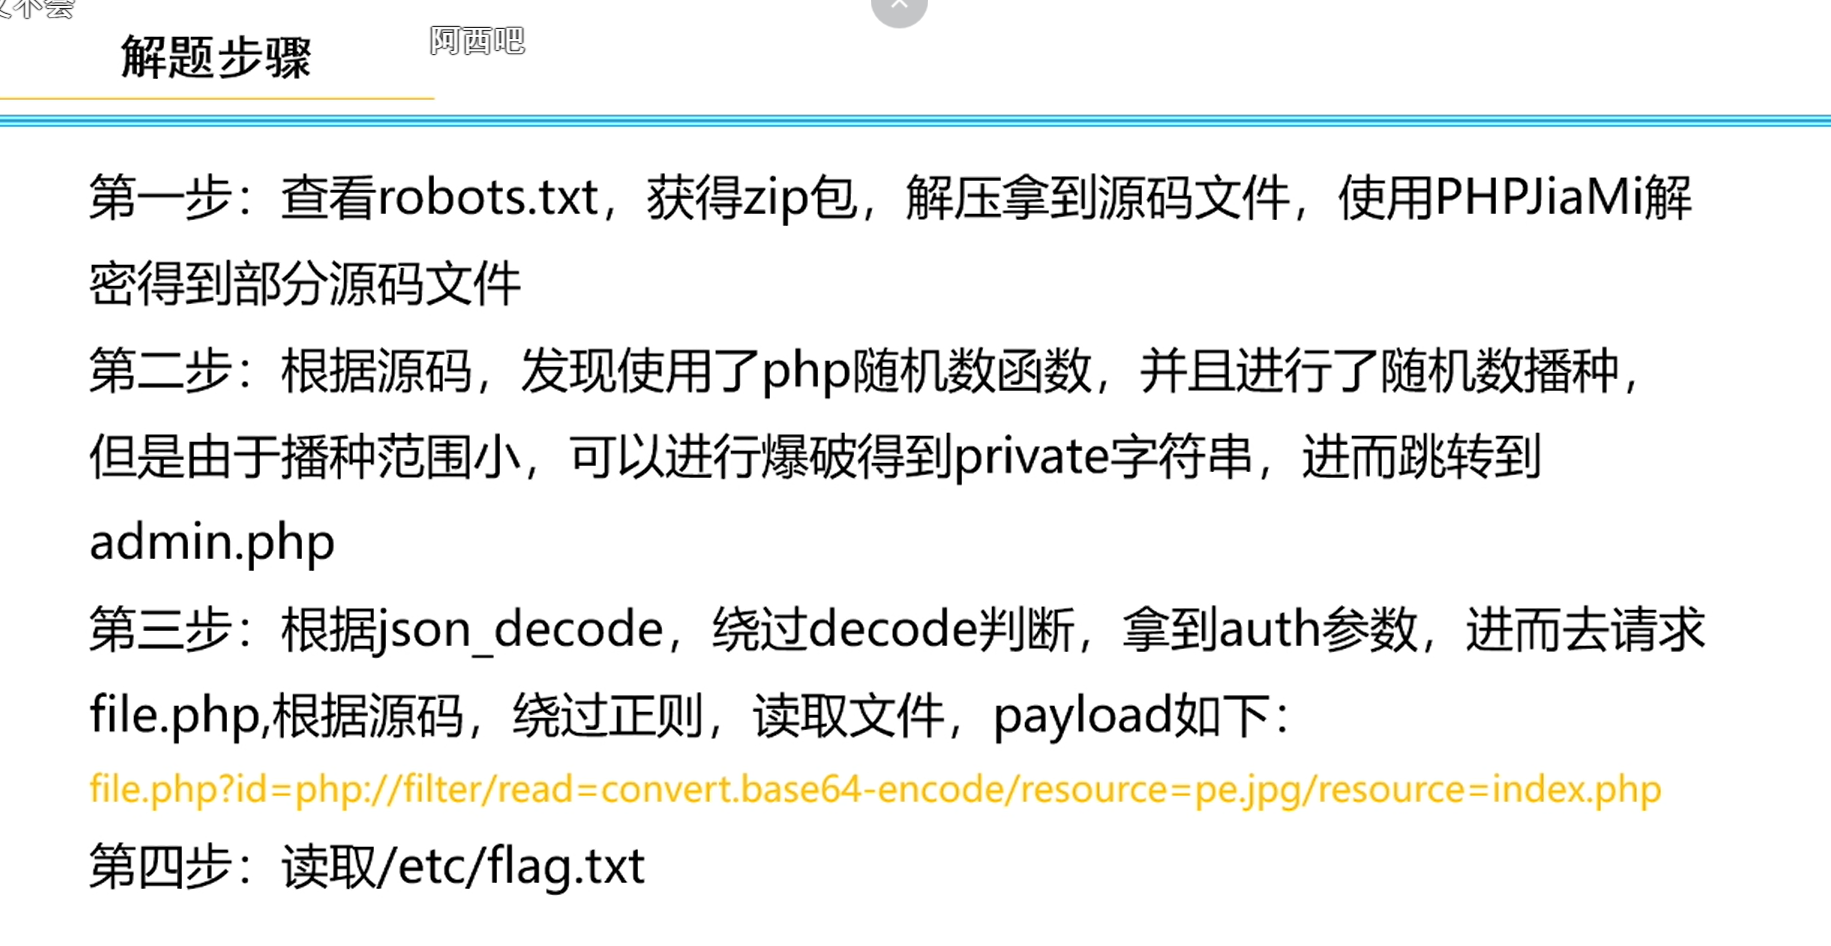 不会
阿西吧
解题步骤
第一步：查看robots.txt，获得zip包，解压拿到源码文件，使用PHPJiaMi解
密得到部分源码文件
第二步：根据源码，发现使用了php随机数函数，并且进行了随机数播种，
但是由于播种范围小，可以进行爆破得到private字符串，进而跳转到
admin.php
第三步：根据json_decode，绕过decode判断，拿到auth参数，进而去请求
file.php,根据源码，绕过正则，读取文件，payload如下：
file.php?id=php://filter/read=convert.base64-encode/resource=pe.jpg/resource=index.php
第四步：读取/etc/flag.txt